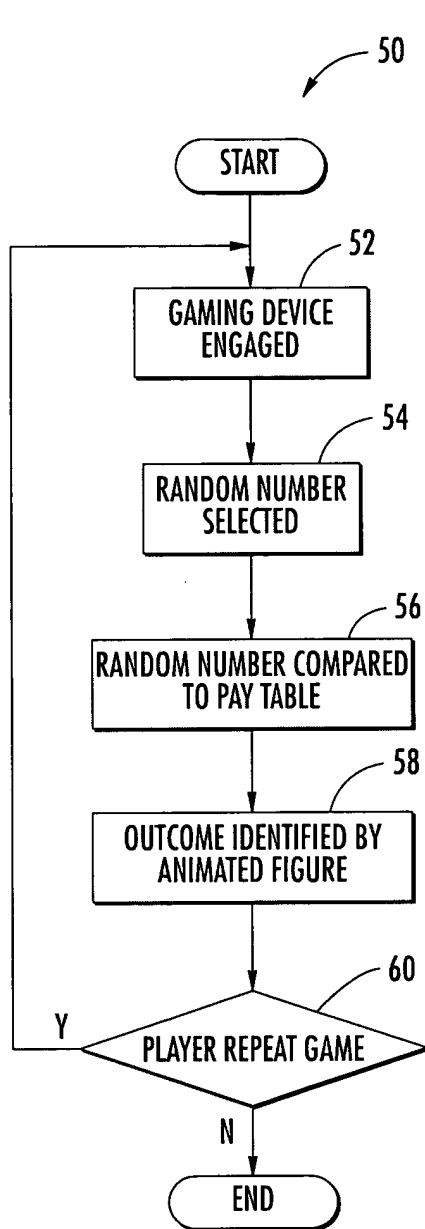 50
START
52
GAMING DEVICE
ENGAGED
54
RANDOM NUMBER
SELECTED
56
RANDOM NUMBER COMPARED
TO PAY TABLE
58
OUTCOME IDENTIFIED BY
ANIMATED FIGURE
60
Y
PLAYER REPEAT GAME
N
END